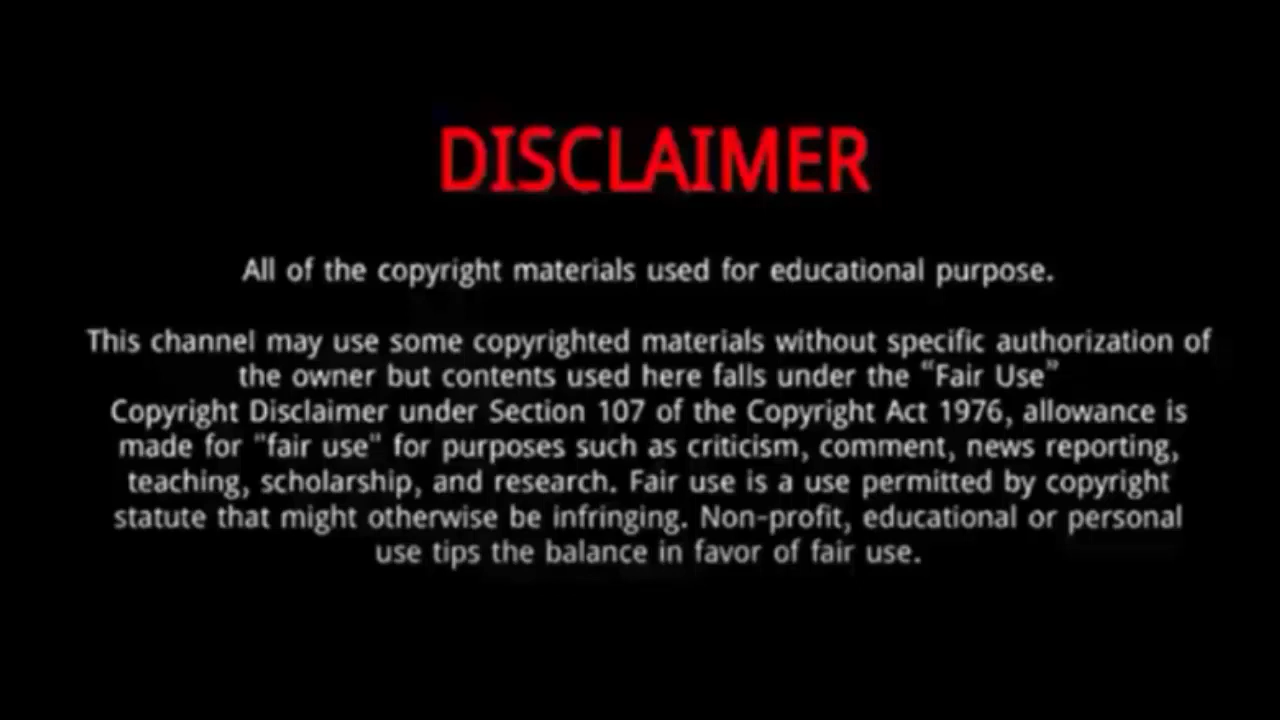 DISCLAIMER
All of the copyright materials used for educational purpose.
This channel may use some copyrighted materials without specific authorization of
the owner but contents used here falls under the “Fair Use”
Copyright Disclaimer under Section 107 of the Copyright Act 1976, allowance is
made for "fair use" for purposes such as criticism, comment, news reporting,
teaching, scholarship, and research. Fair use is a use permitted by copyright
statute that might otherwise be infringing. Non-profit, educational or personal
use tips the balance in favor of fair use.